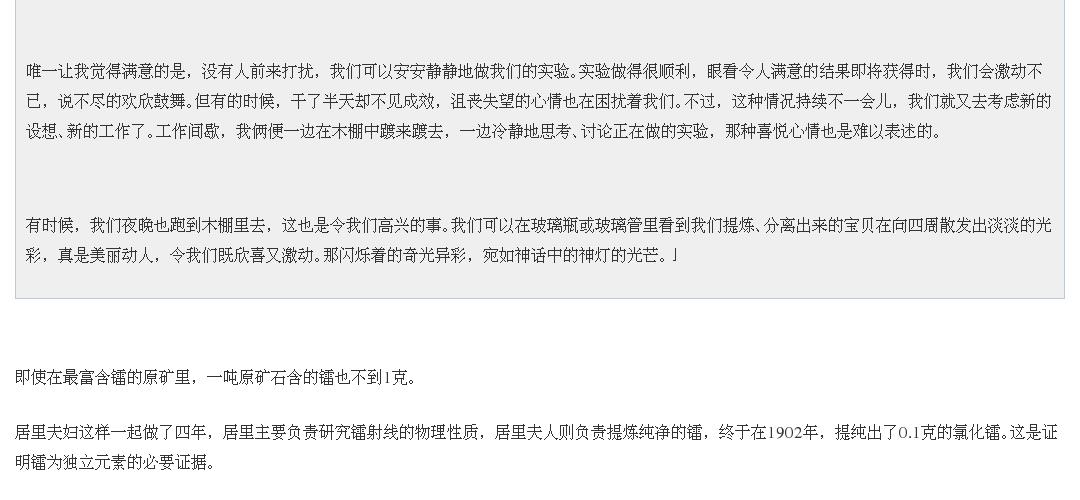 唯一让我觉得满意的是，没有人前来打扰，我们可以安安静静地做我们的实验。实验做得很顺利，眼看令人满意的结果即将获得时，我们会激动不
已，说不尽的欢欣鼓舞。但有的时候，干了半天却不见成效，沮丧失望的心情也在困扰着我们。不过，这种情况持续不一会儿，我们就又去考虑新的
设想、新的工作了。工作间歇，我俩便一边在木棚中踱来踱去，一边冷静地思考、讨论正在做的实验，那种喜悦心情也是难以表述的。
有时候，我们夜晚也跑到木棚里去，这也是令我们高兴的事。我们可以在玻璃瓶或玻璃管里看到我们提炼、分离出来的宝贝在向四周散发出淡淡的光
彩，真是美丽动人，令我们既欣喜又激动。那闪烁着的奇光异彩，宛如神话中的神灯的光芒。」
即使在最富含镭的原矿里，一吨原矿石含的镭也不到1克。
居里夫妇这样一起做了四年，居里主要负责研究镭射线的物理性质，居里夫人则负责提炼纯净的镭，终于在1902年，提纯出了0.1克的氯化镭。这是证
明镭为独立元素的必要证据。